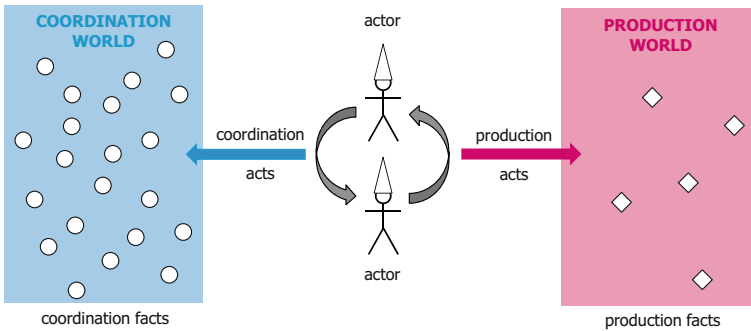 COORDINATION
WORLD
coordination facts
actor
coordination
acts
production
acts
actor
PRODUCTION
WORLD
production facts